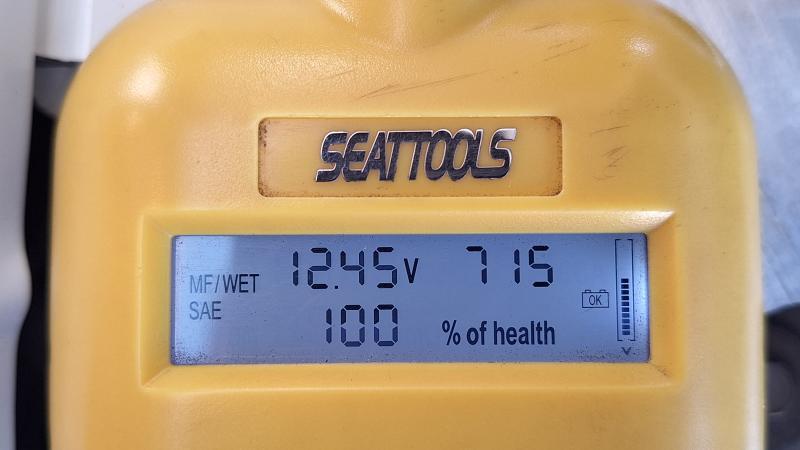 SEATTOOLS
MF/WET 12.45V 715
SAE 100 % of health
OK
V